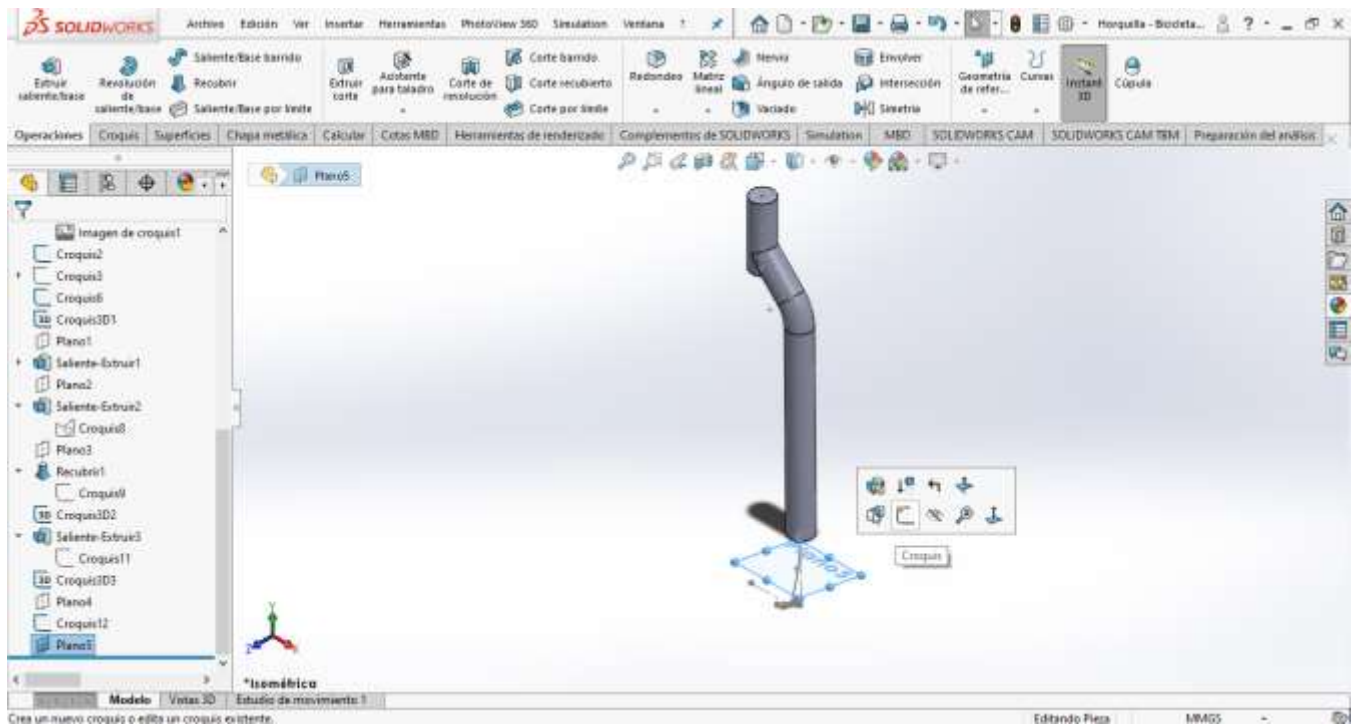 SOLIDWORKS
Archivo Edición Ver Insertar Herramientas PhotoView 360 Simulation Ventana ?
Horquilla - Biocleta...
Extruir saliente/base
Revolución de saliente/base
Saliente/Base barrido
Recubrir
Saliente/Base por límite
Extruir corte
Asistente para taladro
Corte de revolución
Corte barrido
Corte recubierto
Corte por límite
Redondeo
Matriz lineal
Nervio
Ángulo de salida
Vaciado
Envolver
Intersección
Simetría
Geometría de refer...
Curvas
Instant 3D
Cúpula
Operaciones Croquis Superficies Chapa metálica Calcular Cotas MBD Herramientas de renderizado Complementos de SOLIDWORKS Simulation MBD SOLIDWORKS CAM SOLIDWORKS CAM TBM Preparación del análisis
Plano5
Imagen de croquis1
Croquis2
Croquis3
Croquis6
Croquis3D1
Plano1
Saliente-Extruir1
Plano2
Saliente-Extruir2
Croquis8
Plano3
Recubrir1
Croquis9
Croquis3D2
Saliente-Extruir3
Croquis11
Croquis3D3
Plano4
Croquis12
Plano5
Croquis
Plano5
Y
Z
*Isométrica
Modelo Vistas 3D Estudio de movimiento 1
Crea un nuevo croquis o edita un croquis existente.
Editando Pieza MMGS